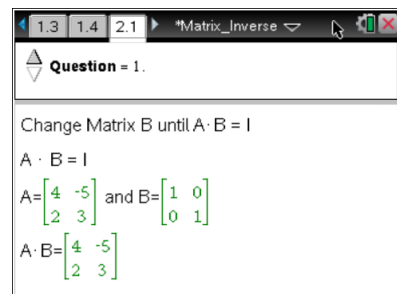 1.3 1.4 2.1 *Matrix_Inverse
Question = 1.
Change Matrix B until A·B = I
A · B = I
A=[4 -5; 2 3] and B=[1 0; 0 1]
A·B=[4 -5; 2 3]